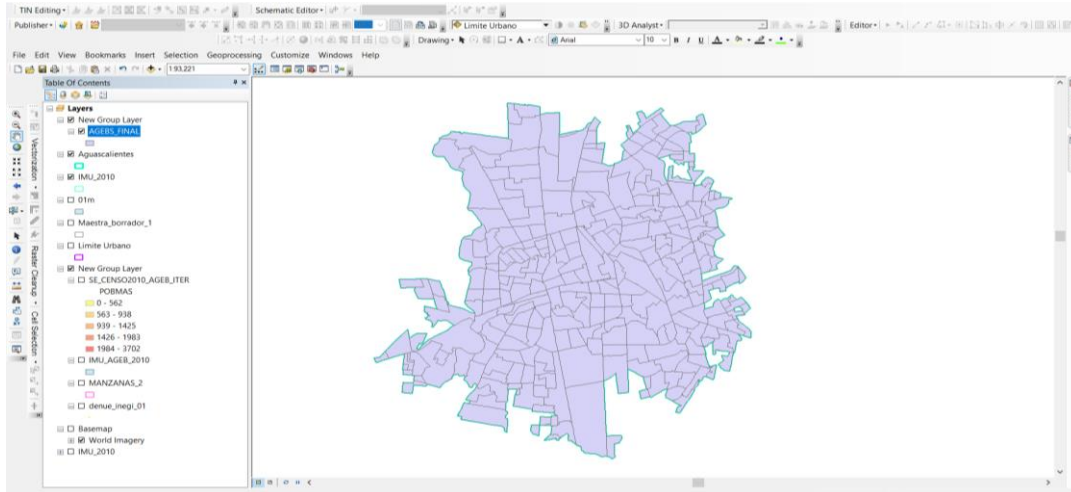 TIN Editing
Schematic Editor
Publisher
Limite Urbano
3D Analyst
Editor
Drawing
A
Arial
10
B I U A
File Edit View Bookmarks Insert Selection Geoprocessing Customize Windows Help
1:93,221
Table Of Contents
Layers
New Group Layer
AGEBS_FINAL
Aguascalientes
IMU_2010
01m
Maestra_borrador_1
Limite Urbano
New Group Layer
SE_CENSO2010_AGEB_ITER
POBMAS
0 - 562
563 - 938
939 - 1425
1426 - 1983
1984 - 3702
IMU_AGEB_2010
MANZANAS_2
denue_inegi_01
Basemap
World Imagery
IMU_2010
Vectorization
Raster Cleanup
Cell Selection